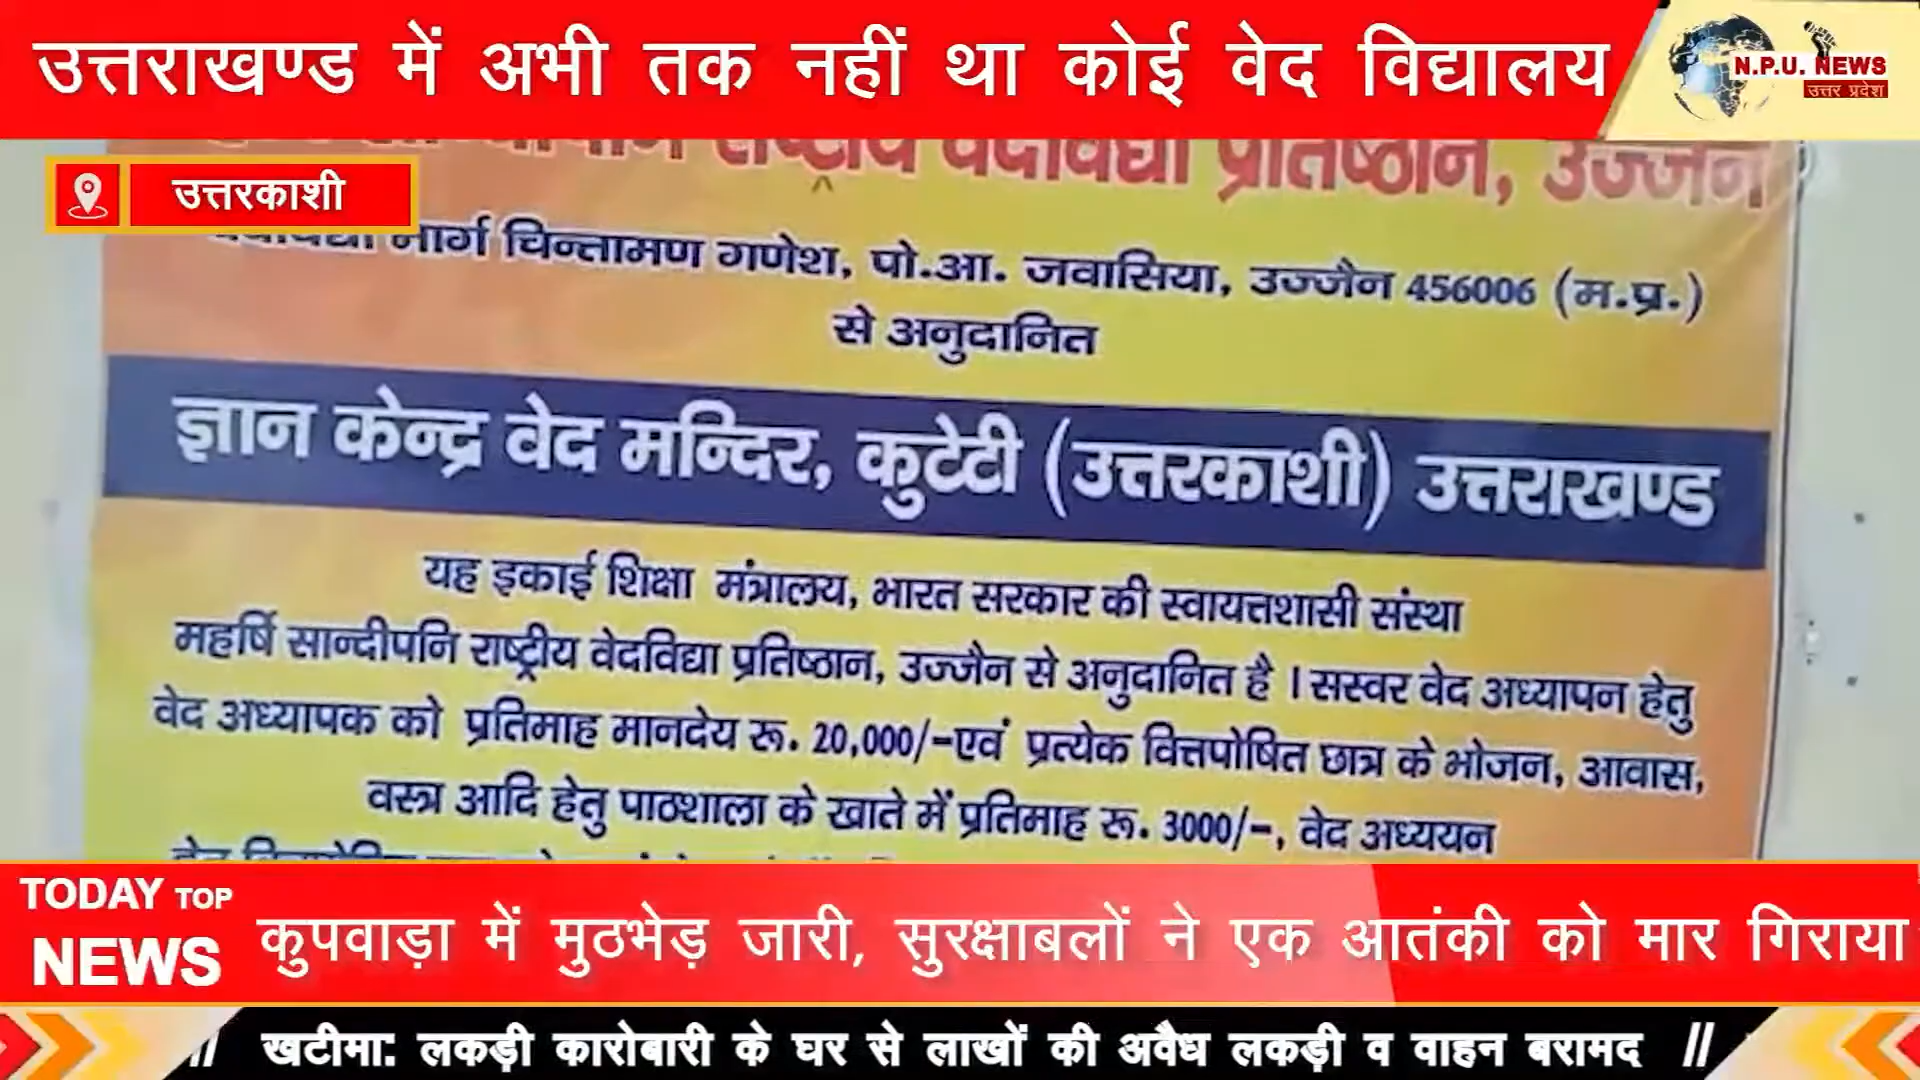 उत्तराखण्ड में अभी तक नहीं था कोई वेद विद्यालय
N.P.U. NEWS
उत्तर प्रदेश
राष्ट्रीय वेदविद्या प्रतिष्ठान, उज्जैन
उत्तरकाशी
मार्ग चिन्तामण गणेश, पो.आ. जवासिया, उज्जैन 456006 (म.प्र.)
से अनुदानित
ज्ञान केन्द्र वेद मन्दिर, कुटेटी (उत्तरकाशी) उत्तराखण्ड
यह इकाई शिक्षा मंत्रालय, भारत सरकार की स्वायत्तशासी संस्था
महर्षि सान्दीपनि राष्ट्रीय वेदविद्या प्रतिष्ठान, उज्जैन से अनुदानित है । सस्वर वेद अध्यापन हेतु
वेद अध्यापक को प्रतिमाह मानदेय रू. 20,000/-एवं प्रत्येक वित्तपोषित छात्र के भोजन, आवास,
वस्त्र आदि हेतु पाठशाला के खाते में प्रतिमाह रू. 3000/-, वेद अध्ययन
TODAY TOP
NEWS
कुपवाड़ा में मुठभेड़ जारी, सुरक्षाबलों ने एक आतंकी को मार गिराया
// खटीमा: लकड़ी कारोबारी के घर से लाखों की अवैध लकड़ी व वाहन बरामद //